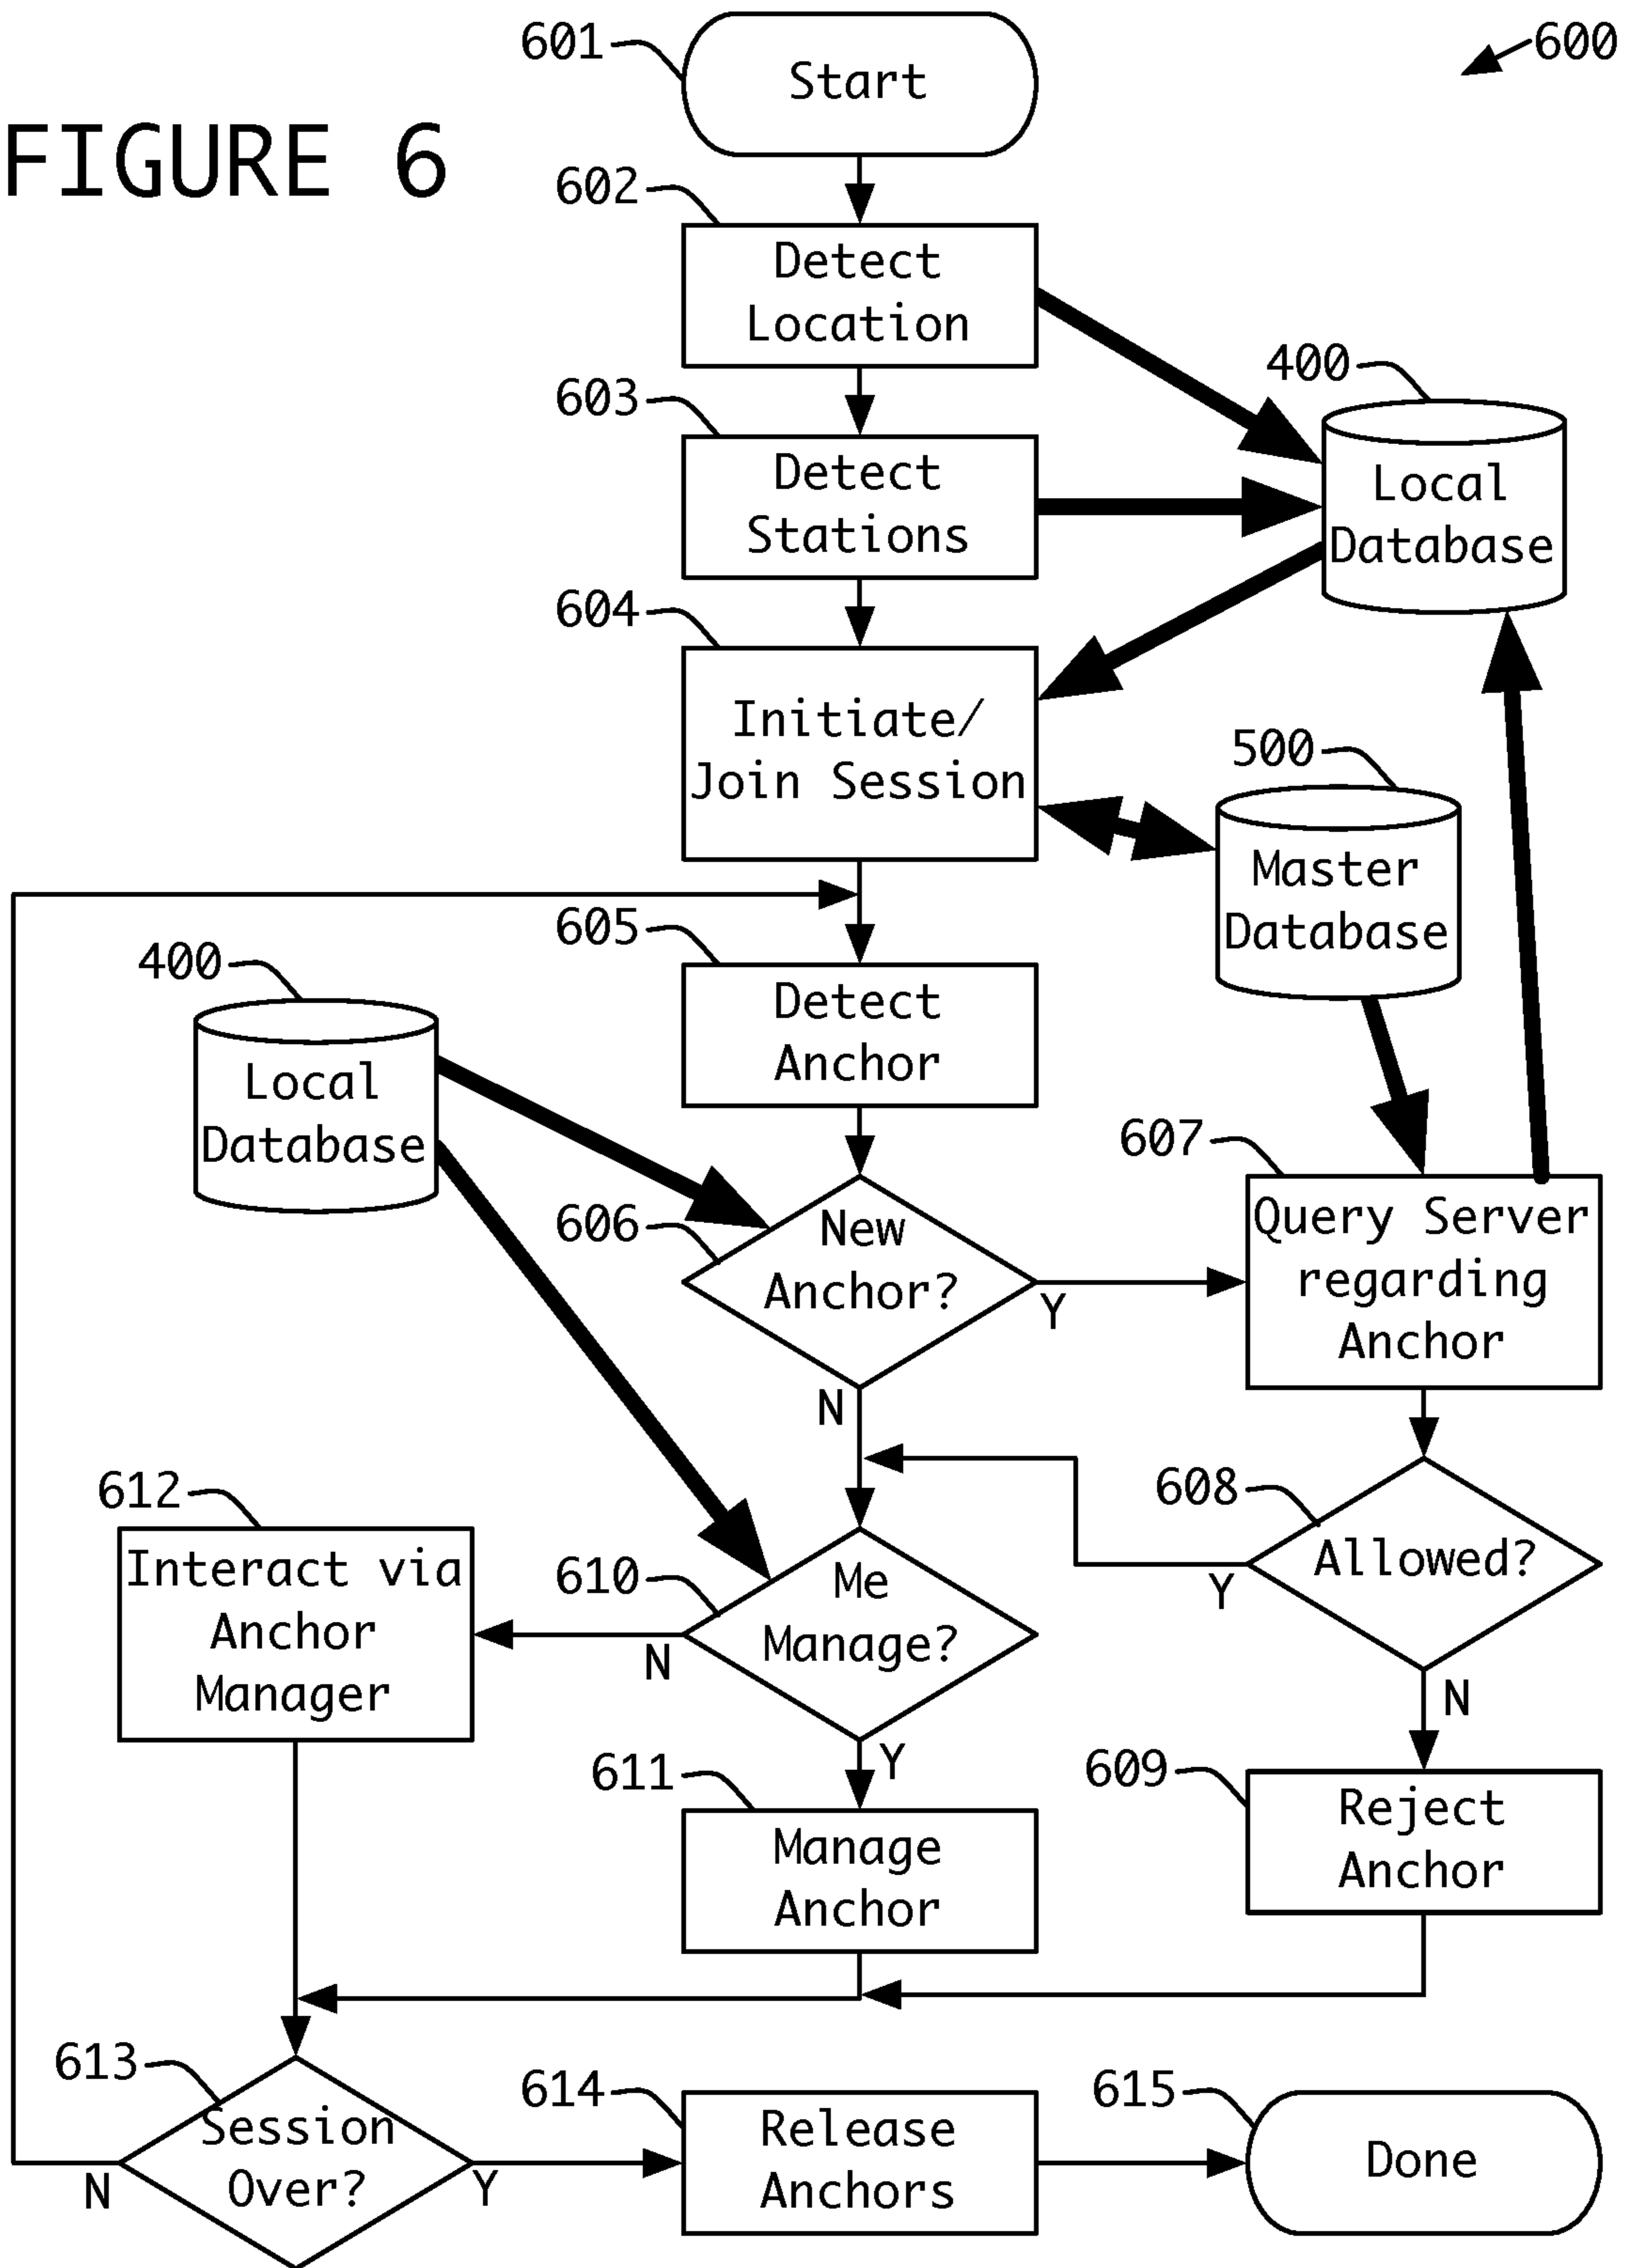 601
Start
600
FIGURE 6
602
Detect
Location
400
603
Detect
Stations
Local
Database
604
Initiate/
Join Session
500
Master
Database
605
Detect
Anchor
400
Local
Database
607
606
New
Anchor?
Y
N
Query Server
regarding
Anchor
612
608
Allowed?
Y
N
Interact via
Anchor
Manager
610
Me
Manage?
N
Y
611
Manage
Anchor
609
Reject
Anchor
613
Session
Over?
N
Y
614
Release
Anchors
615
Done